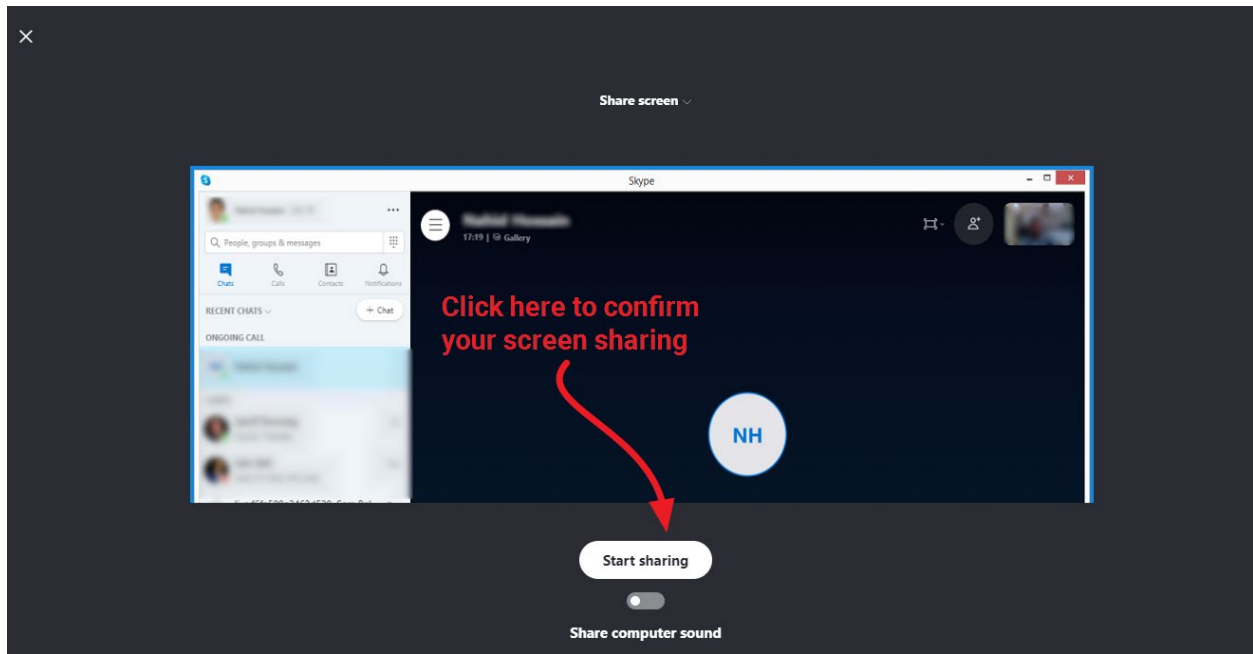 Share screen
Skype
People, groups & messages
17:19 | Gallery
Chats Calls Contacts Notifications
RECENT CHATS
+ Chat
ONGOING CALL
Click here to confirm
your screen sharing
NH
Start sharing
Share computer sound